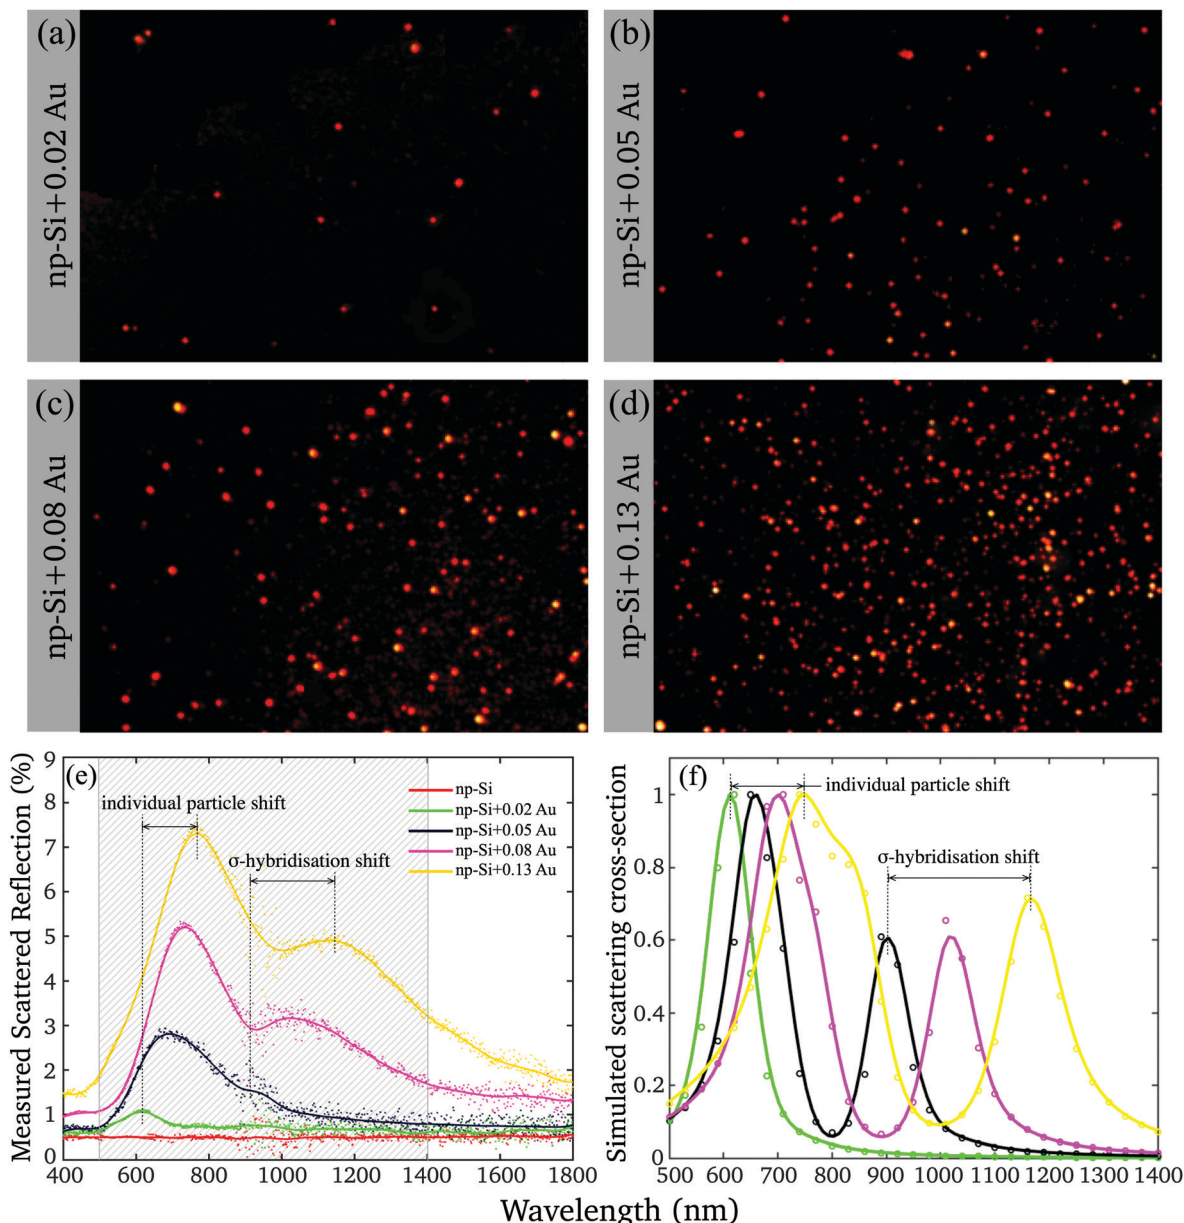 (a)
np-Si+0.02 Au
(b)
np-Si+0.05 Au
(c)
np-Si+0.08 Au
(d)
np-Si+0.13 Au
(e)
Measured Scattered Reflection (%)
9
8
7
6
5
4
3
2
1
0
individual particle shift
σ-hybridisation shift
np-Si
np-Si+0.02 Au
np-Si+0.05 Au
np-Si+0.08 Au
np-Si+0.13 Au
400 600 800 1000 1200 1400 1600 1800
(f)
Simulated scattering cross-section
1
0.8
0.6
0.4
0.2
0
individual particle shift
σ-hybridisation shift
500 600 700 800 900 1000 1100 1200 1300 1400
Wavelength (nm)